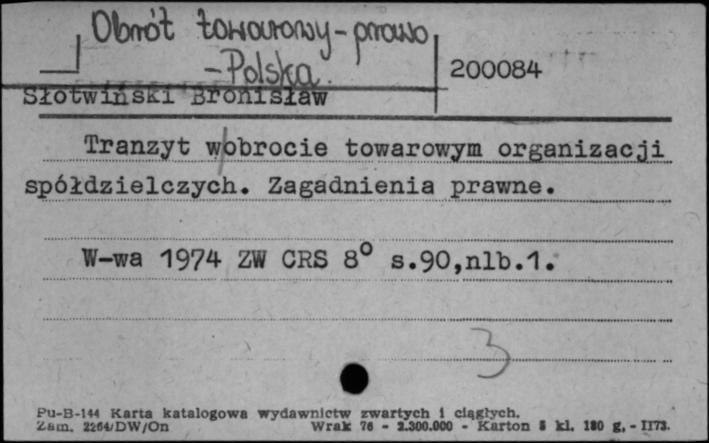 Obrót towarowy - prawo
- Polska.
200084
Słotwiński Bronisław
Tranzyt w/obrocie towarowym organizacji
spółdzielczych. Zagadnienia prawne.
W-wa 1974 ZW CRS 8° s.90,nlb.1.
3
Pu-B-144 Karta katalogowa wydawnictw zwartych i ciągłych.
Zam. 2264/DW/On Wrak 76 - 2.300.000 - Karton 5 kl. 180 g. - II73.